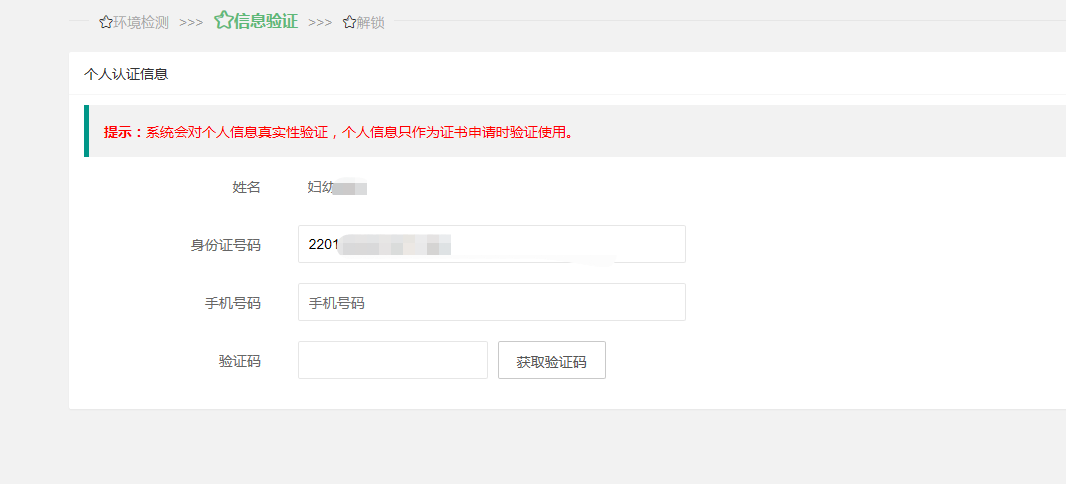 环境检测 >>> 信息验证 >>> 解锁
个人认证信息
提示：系统会对个人信息真实性验证，个人信息只作为证书申请时验证使用。
姓名 妇幼
身份证号码 2201
手机号码 手机号码
验证码 获取验证码